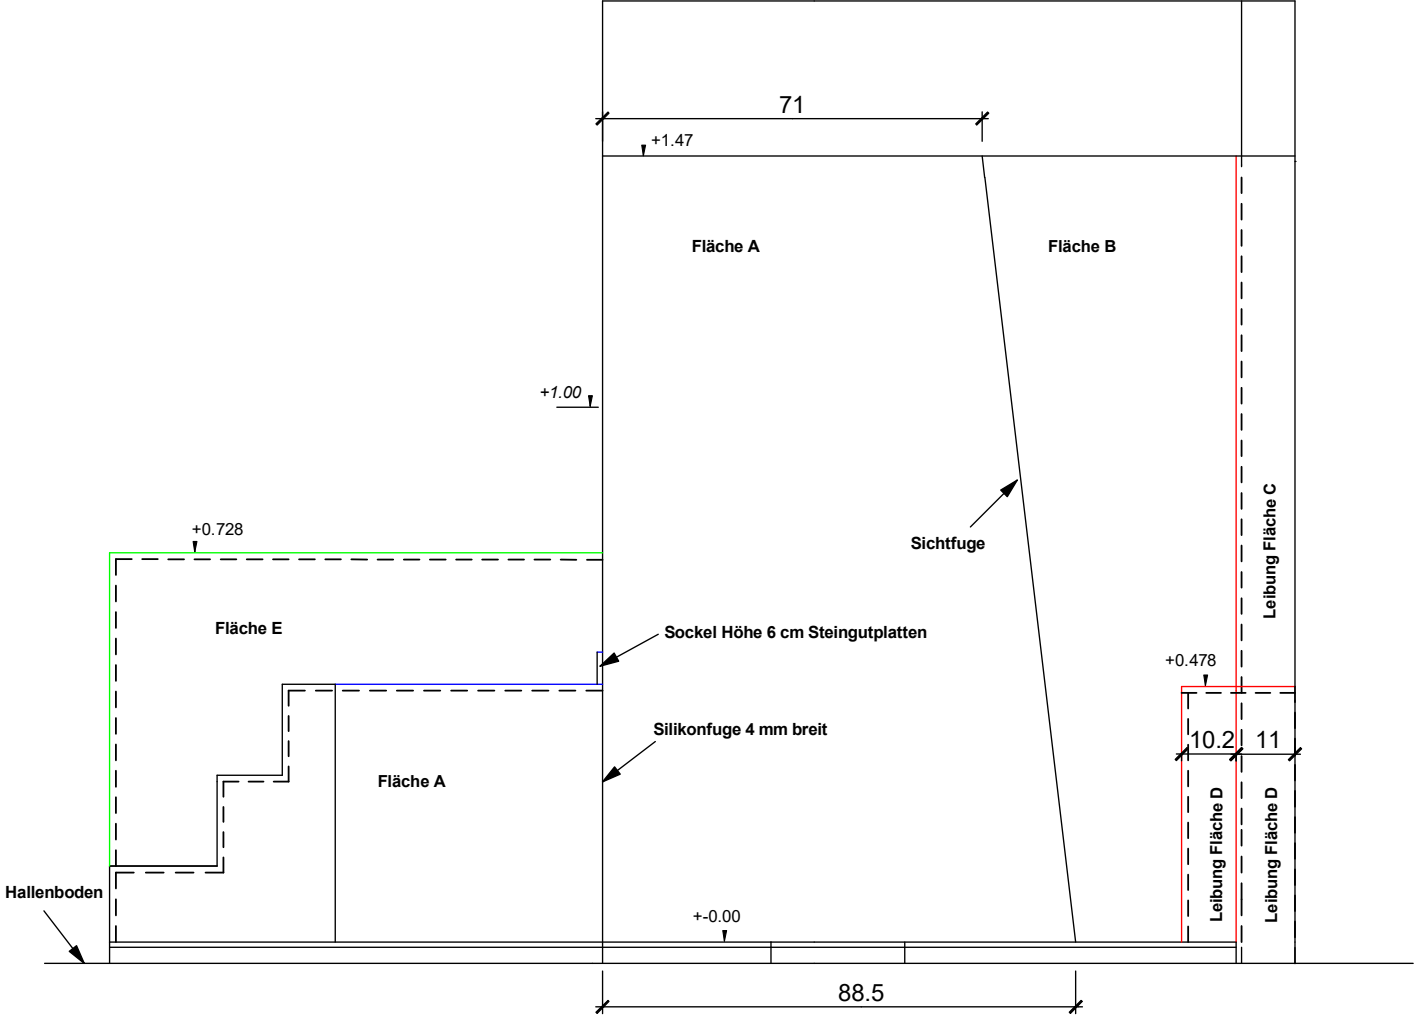 71
+1.47
Fläche A
Fläche B
+1.00
Leibung Fläche C
+0.728
Sichtfuge
Fläche E
Sockel Höhe 6 cm Steingutplatten
+0.478
Silikonfuge 4 mm breit
10.2
11
Fläche A
Leibung Fläche D
Leibung Fläche D
Hallenboden
+-0.00
88.5